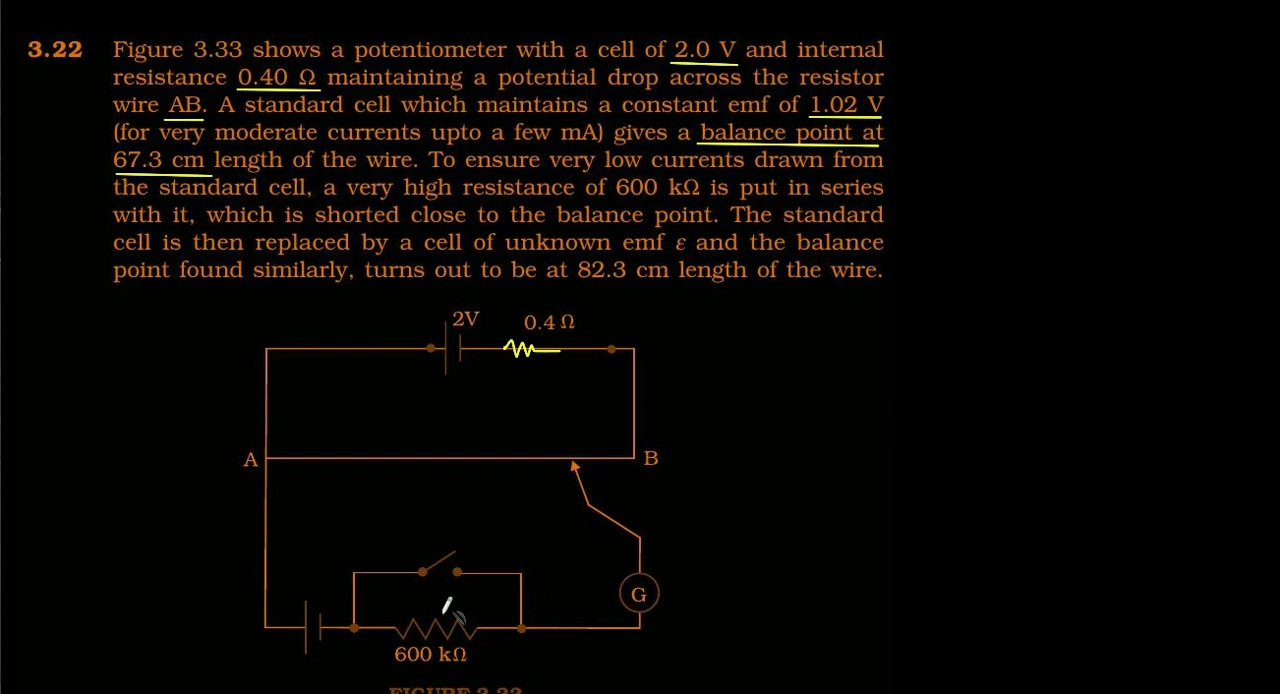 3.22 Figure 3.33 shows a potentiometer with a cell of 2.0 V and internal
resistance 0.40 Ω maintaining a potential drop across the resistor
wire AB. A standard cell which maintains a constant emf of 1.02 V
(for very moderate currents upto a few mA) gives a balance point at
67.3 cm length of the wire. To ensure very low currents drawn from
the standard cell, a very high resistance of 600 kΩ is put in series
with it, which is shorted close to the balance point. The standard
cell is then replaced by a cell of unknown emf ε and the balance
point found similarly, turns out to be at 82.3 cm length of the wire.
2V 0.4 Ω
A B
G
600 kΩ
FIGURE 3.33